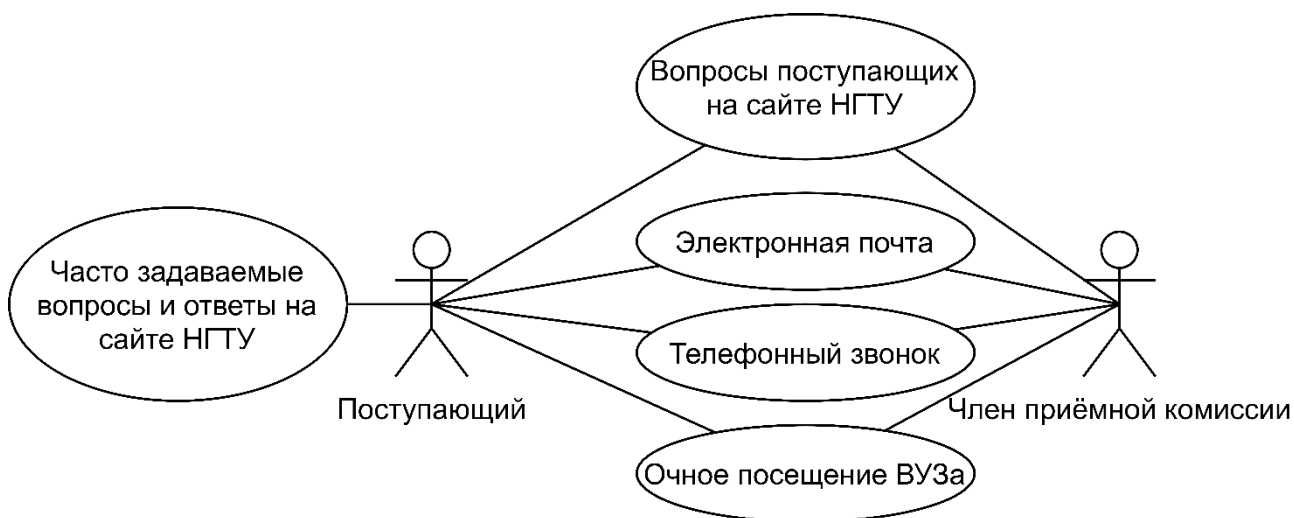 Вопросы поступающих
на сайте НГТУ
Электронная почта
Часто задаваемые
вопросы и ответы на
сайте НГТУ
Телефонный звонок
Поступающий
Член приёмной комиссии
Очное посещение ВУЗа